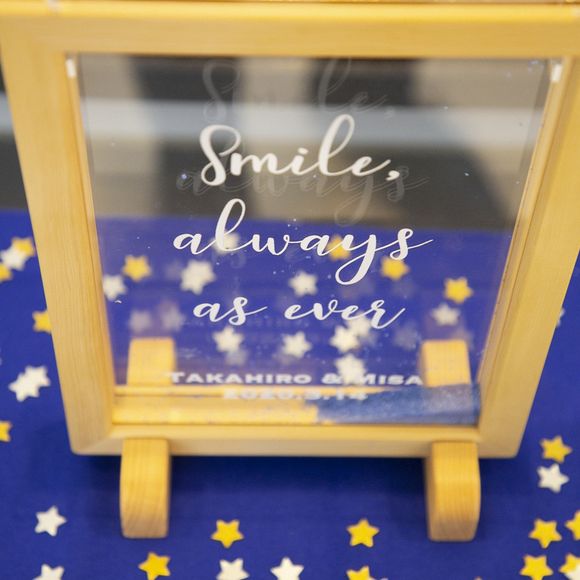 Smile,
always
as ever
TAKAHIRO & MISA
2020.3.14